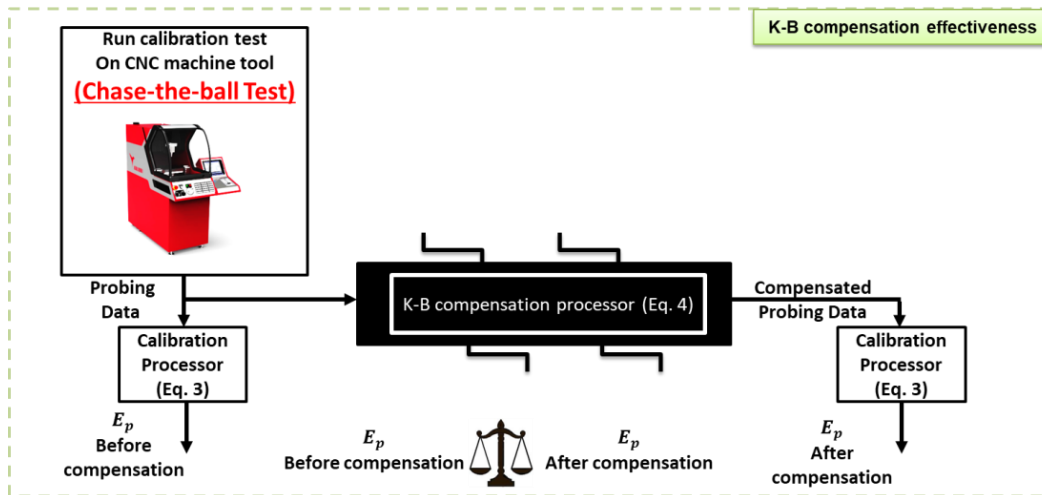 K-B compensation effectiveness
Run calibration test
On CNC machine tool
(Chase-the-ball Test)
Probing
Data
K-B compensation processor (Eq. 4)
Compensated
Probing Data
Calibration
Processor
(Eq. 3)
Calibration
Processor
(Eq. 3)
E_p
Before
compensation
E_p
Before compensation
E_p
After compensation
E_p
After
compensation